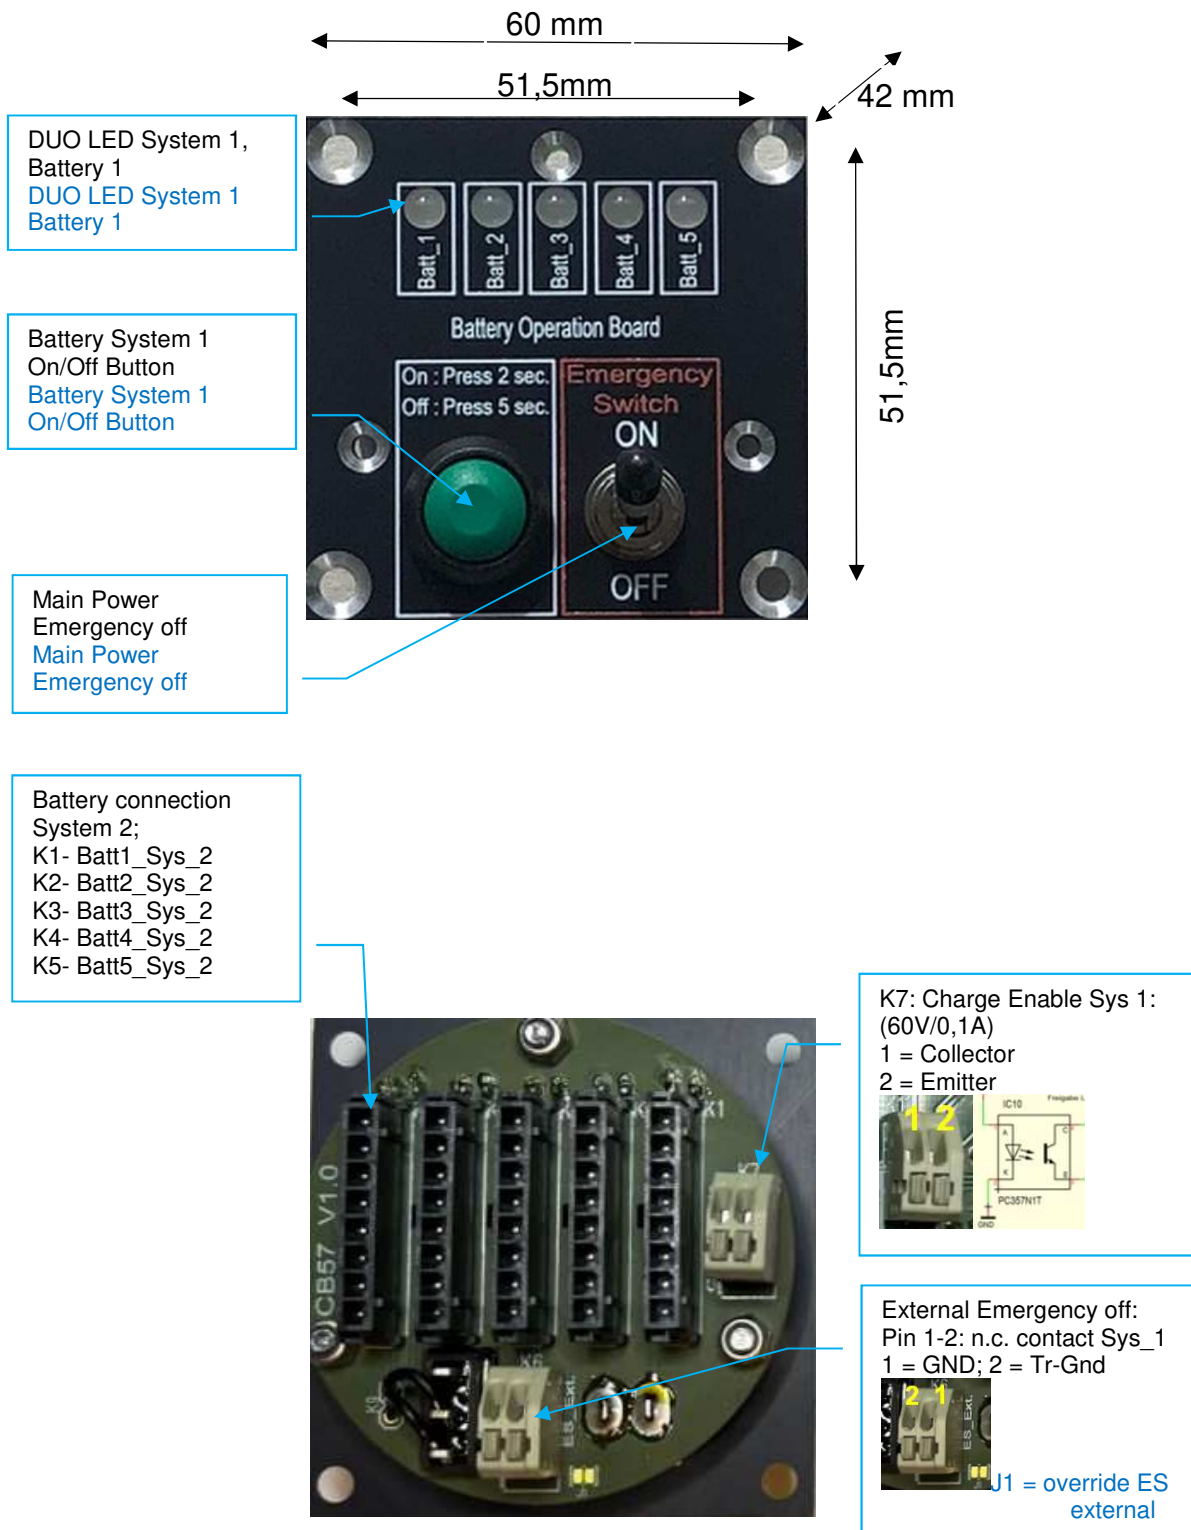 60 mm
51,5mm
42 mm
DUO LED System 1,
Battery 1
DUO LED System 1
Battery 1
Batt_1
Batt_2
Batt_3
Batt_4
Batt_5
Battery Operation Board
51,5mm
Battery System 1
On/Off Button
Battery System 1
On/Off Button
On : Press 2 sec.
Off : Press 5 sec.
Emergency
Switch
ON
OFF
Main Power
Emergency off
Main Power
Emergency off
Battery connection
System 2;
K1- Batt1_Sys_2
K2- Batt2_Sys_2
K3- Batt3_Sys_2
K4- Batt4_Sys_2
K5- Batt5_Sys_2
K7: Charge Enable Sys 1:
(60V/0,1A)
1 = Collector
2 = Emitter
1 2
IC10
Freigabe L
A
C
K
E
PC357N1T
GND
K1
CB57 V1.0
K6
ES_Ext.
External Emergency off:
Pin 1-2: n.c. contact Sys_1
1 = GND; 2 = Tr-Gnd
2 1
ES_Ext.
J1 = override ES
external